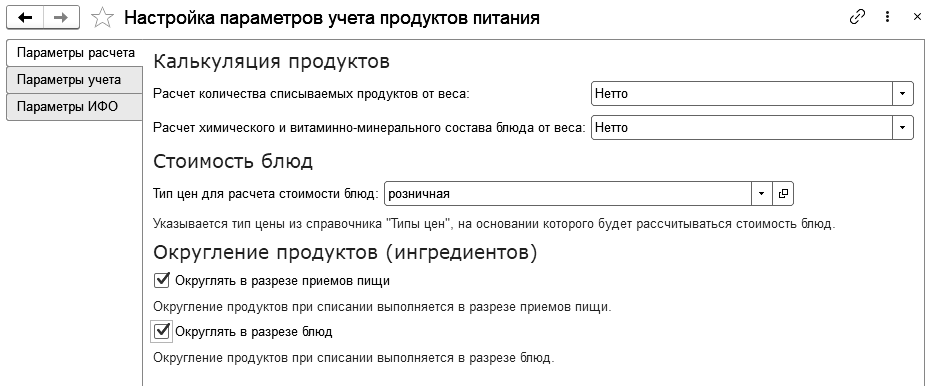 Настройка параметров учета продуктов питания
Параметры расчета
Параметры учета
Параметры ИФО
Калькуляция продуктов
Расчет количества списываемых продуктов от веса: Нетто
Расчет химического и витаминно-минерального состава блюда от веса: Нетто
Стоимость блюд
Тип цен для расчета стоимости блюд: розничная
Указывается тип цены из справочника "Типы цен", на основании которого будет рассчитываться стоимость блюд.
Округление продуктов (ингредиентов)
Округлять в разрезе приемов пищи
Округление продуктов при списании выполняется в разрезе приемов пищи.
Округлять в разрезе блюд
Округление продуктов при списании выполняется в разрезе блюд.